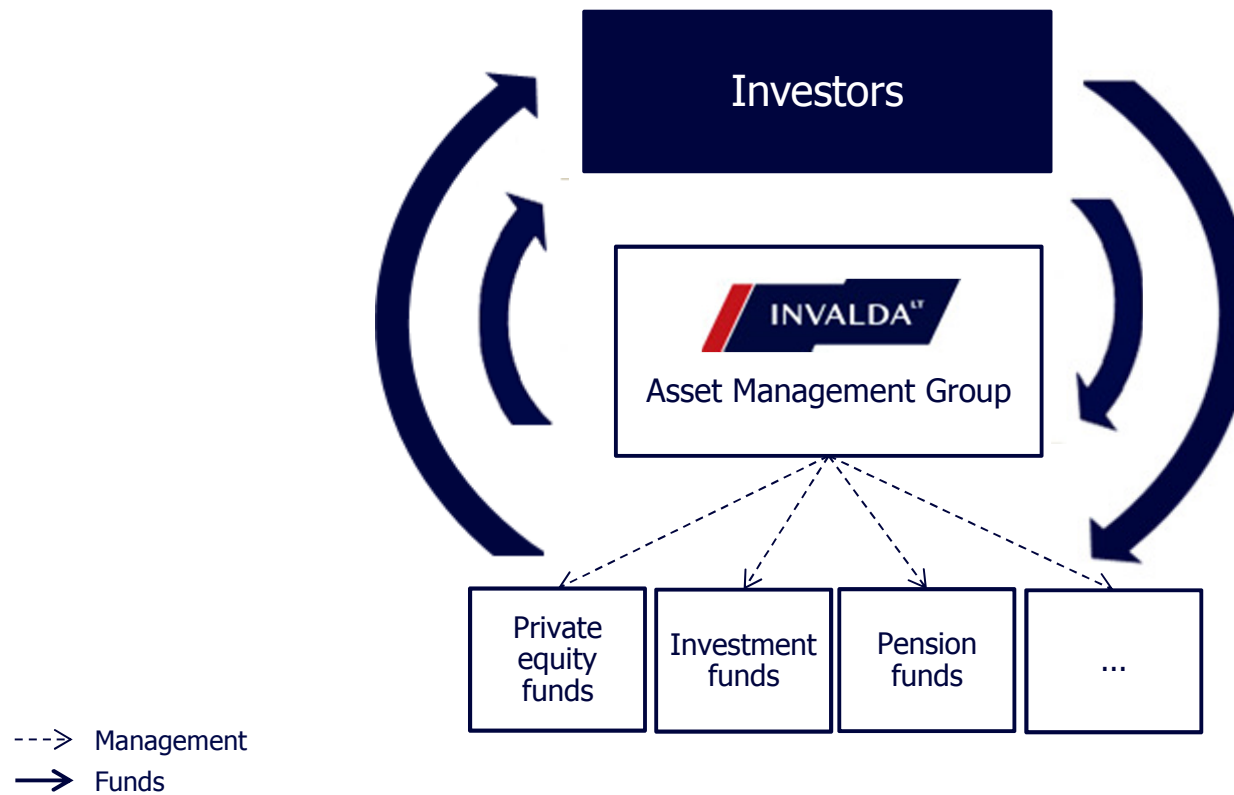 Investors
INVALDA LT
Asset Management Group
Private
equity
funds
Investment
funds
Pension
funds
...
Management
Funds